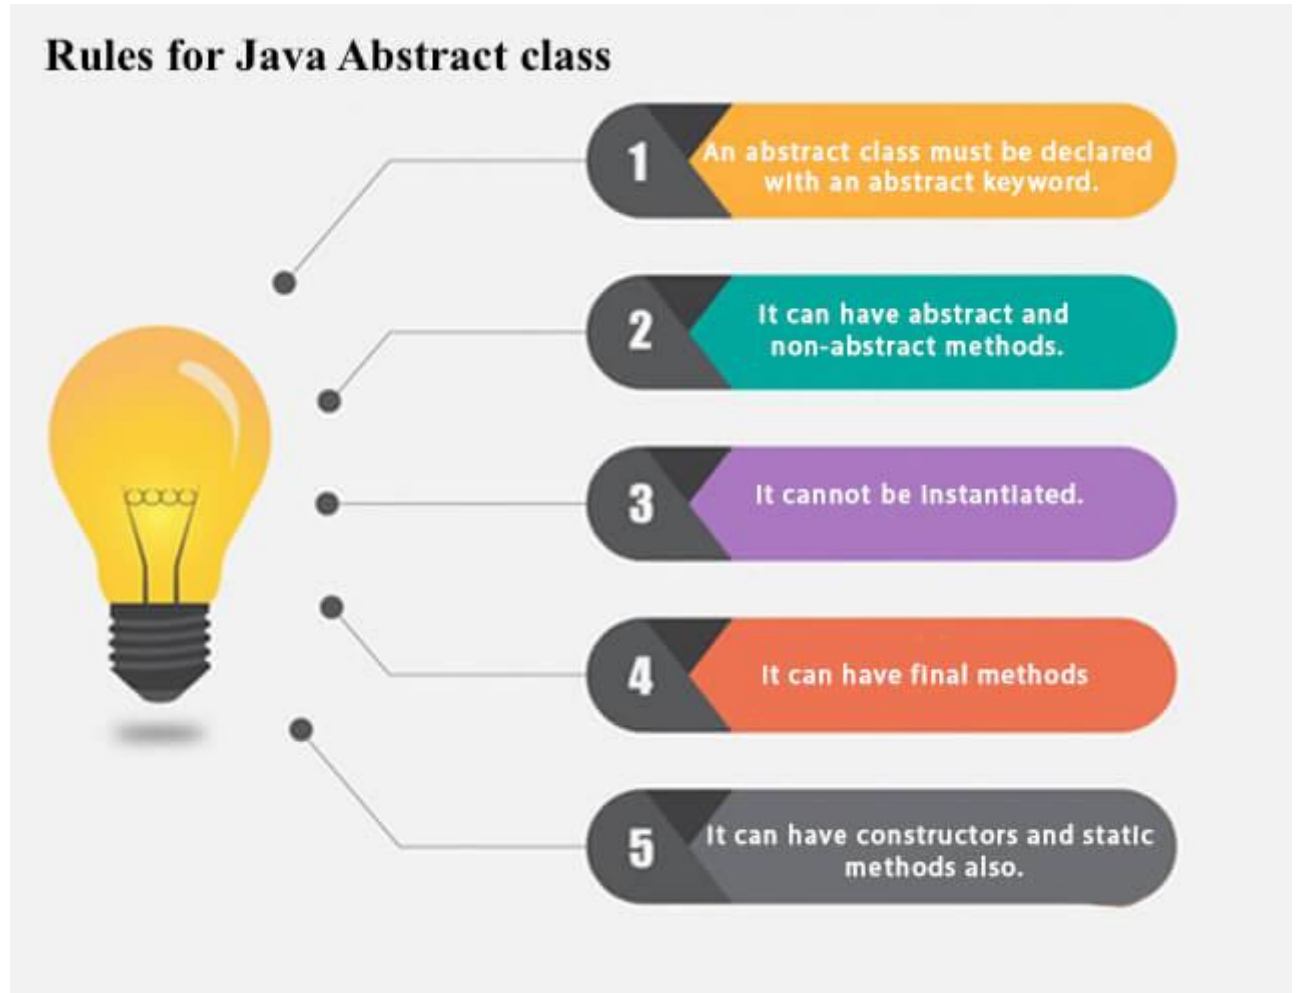 Rules for Java Abstract class
1
An abstract class must be declared
with an abstract keyword.
2
It can have abstract and
non-abstract methods.
3
It cannot be instantiated.
4
It can have final methods
5
It can have constructors and static
methods also.